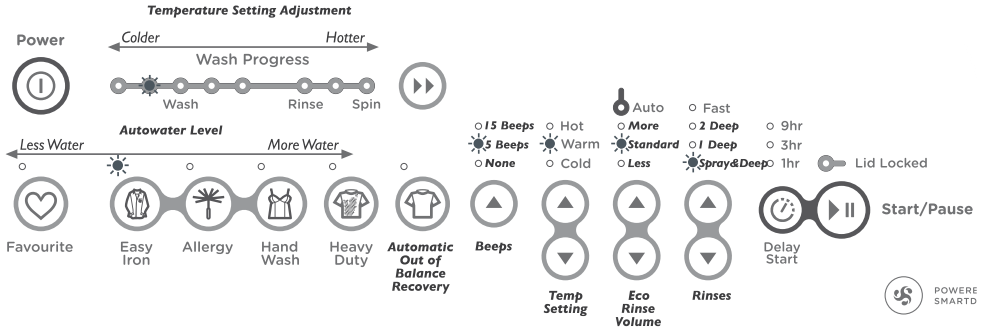 Temperature Setting Adjustment
Power
Colder
Hotter
Wash Progress
Wash
Rinse
Spin
Autowater Level
Less Water
More Water
Favourite
Easy
Iron
Allergy
Hand
Wash
Heavy
Duty
Automatic
Out of
Balance
Recovery
15 Beeps
5 Beeps
None
Beeps
Hot
Warm
Cold
Temp
Setting
Auto
More
Standard
Less
Eco
Rinse
Volume
Fast
2 Deep
1 Deep
Spray&Deep
Rinses
9hr
3hr
1hr
Delay
Start
Lid Locked
Start/Pause
POWERE
SMARTD